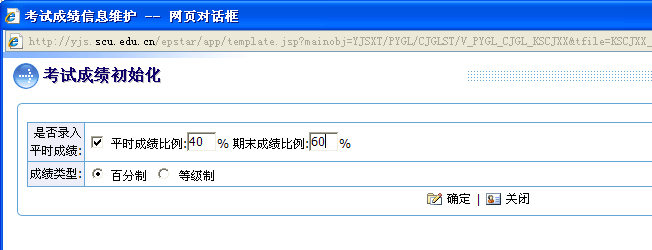 考试成绩信息维护 -- 网页对话框
http://yjs.scu.edu.cn/epstar/app/template.jsp?mainobj=YJSXT/PYGL/CJGLST/V_PYGL_CJGL_KSCJXX&tfile=KSCJXX_
考试成绩初始化
是否录入
平时成绩: 平时成绩比例:40 % 期末成绩比例:60 %
成绩类型: 百分制 等级制
确定 | 关闭